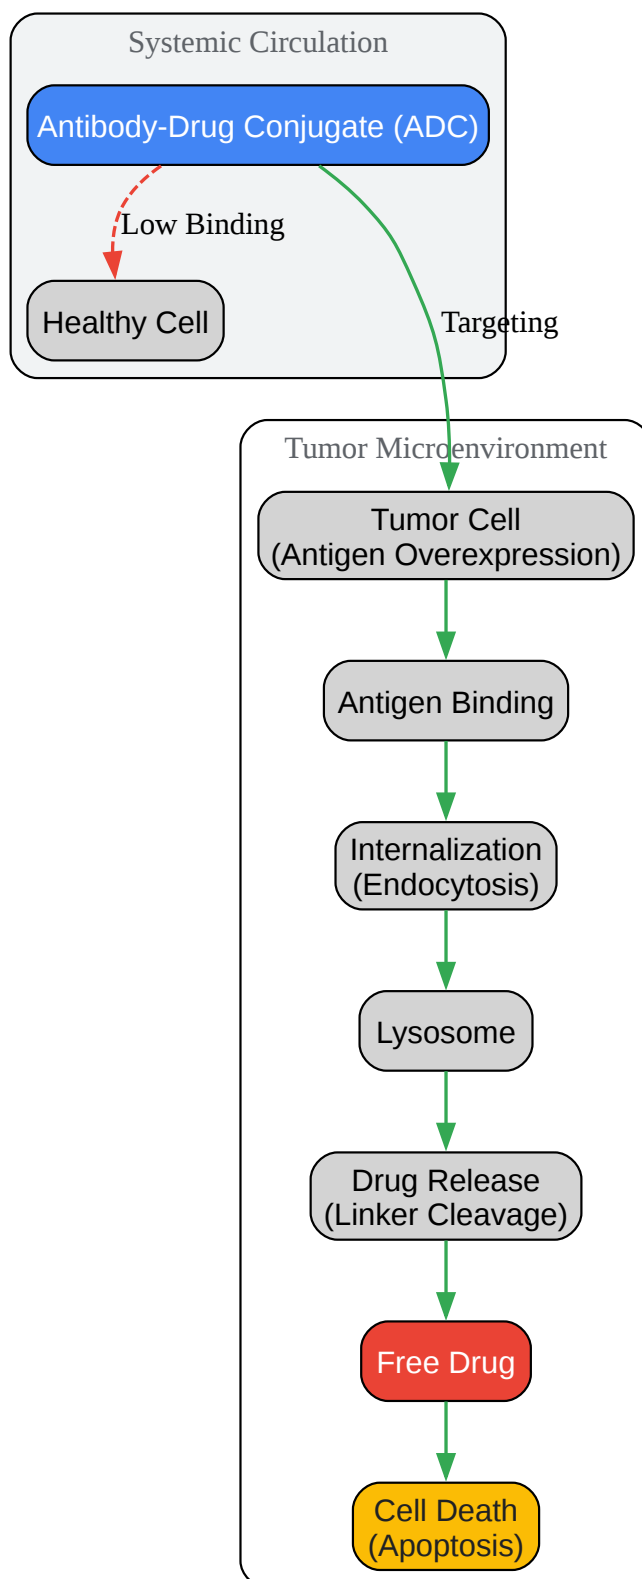 Systemic Circulation
Antibody-Drug Conjugate (ADC)
Low Binding
Healthy Cell
Targeting
Tumor Microenvironment
Tumor Cell
(Antigen Overexpression)
Antigen Binding
Internalization
(Endocytosis)
Lysosome
Drug Release
(Linker Cleavage)
Free Drug
Cell Death
(Apoptosis)